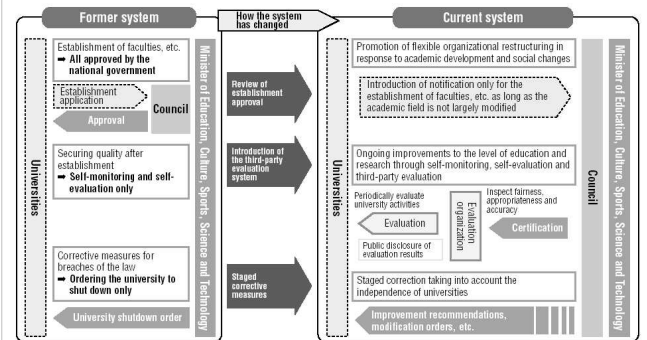 Former system
How the system
has changed
Current system
Universities
Establishment of faculties, etc.
➡ All approved by the
national government
Establishment
application
Approval
Council
Securing quality after
establishment
➡ Self-monitoring and self-
evaluation only
Corrective measures for
breaches of the law
➡ Ordering the university to
shut down only
University shutdown order
Minister of Education, Culture, Sports, Science and Technology
Review of
establishment
approval
Introduction of
the third-party
evaluation
system
Staged
corrective
measures
Universities
Promotion of flexible organizational restructuring in
response to academic development and social changes
Introduction of notification only for the
establishment of faculties, etc. as long as the
academic field is not largely modified
Ongoing improvements to the level of education and
research through self-monitoring, self-evaluation and
third-party evaluation
Periodically evaluate
university activities
Evaluation
Public disclosure of
evaluation results
Evaluation
organization
Inspect fairness,
appropriateness and
accuracy
Certification
Staged correction taking into account the
independence of universities
Improvement recommendations,
modification orders, etc.
Council
Minister of Education, Culture, Sports, Science and Technology